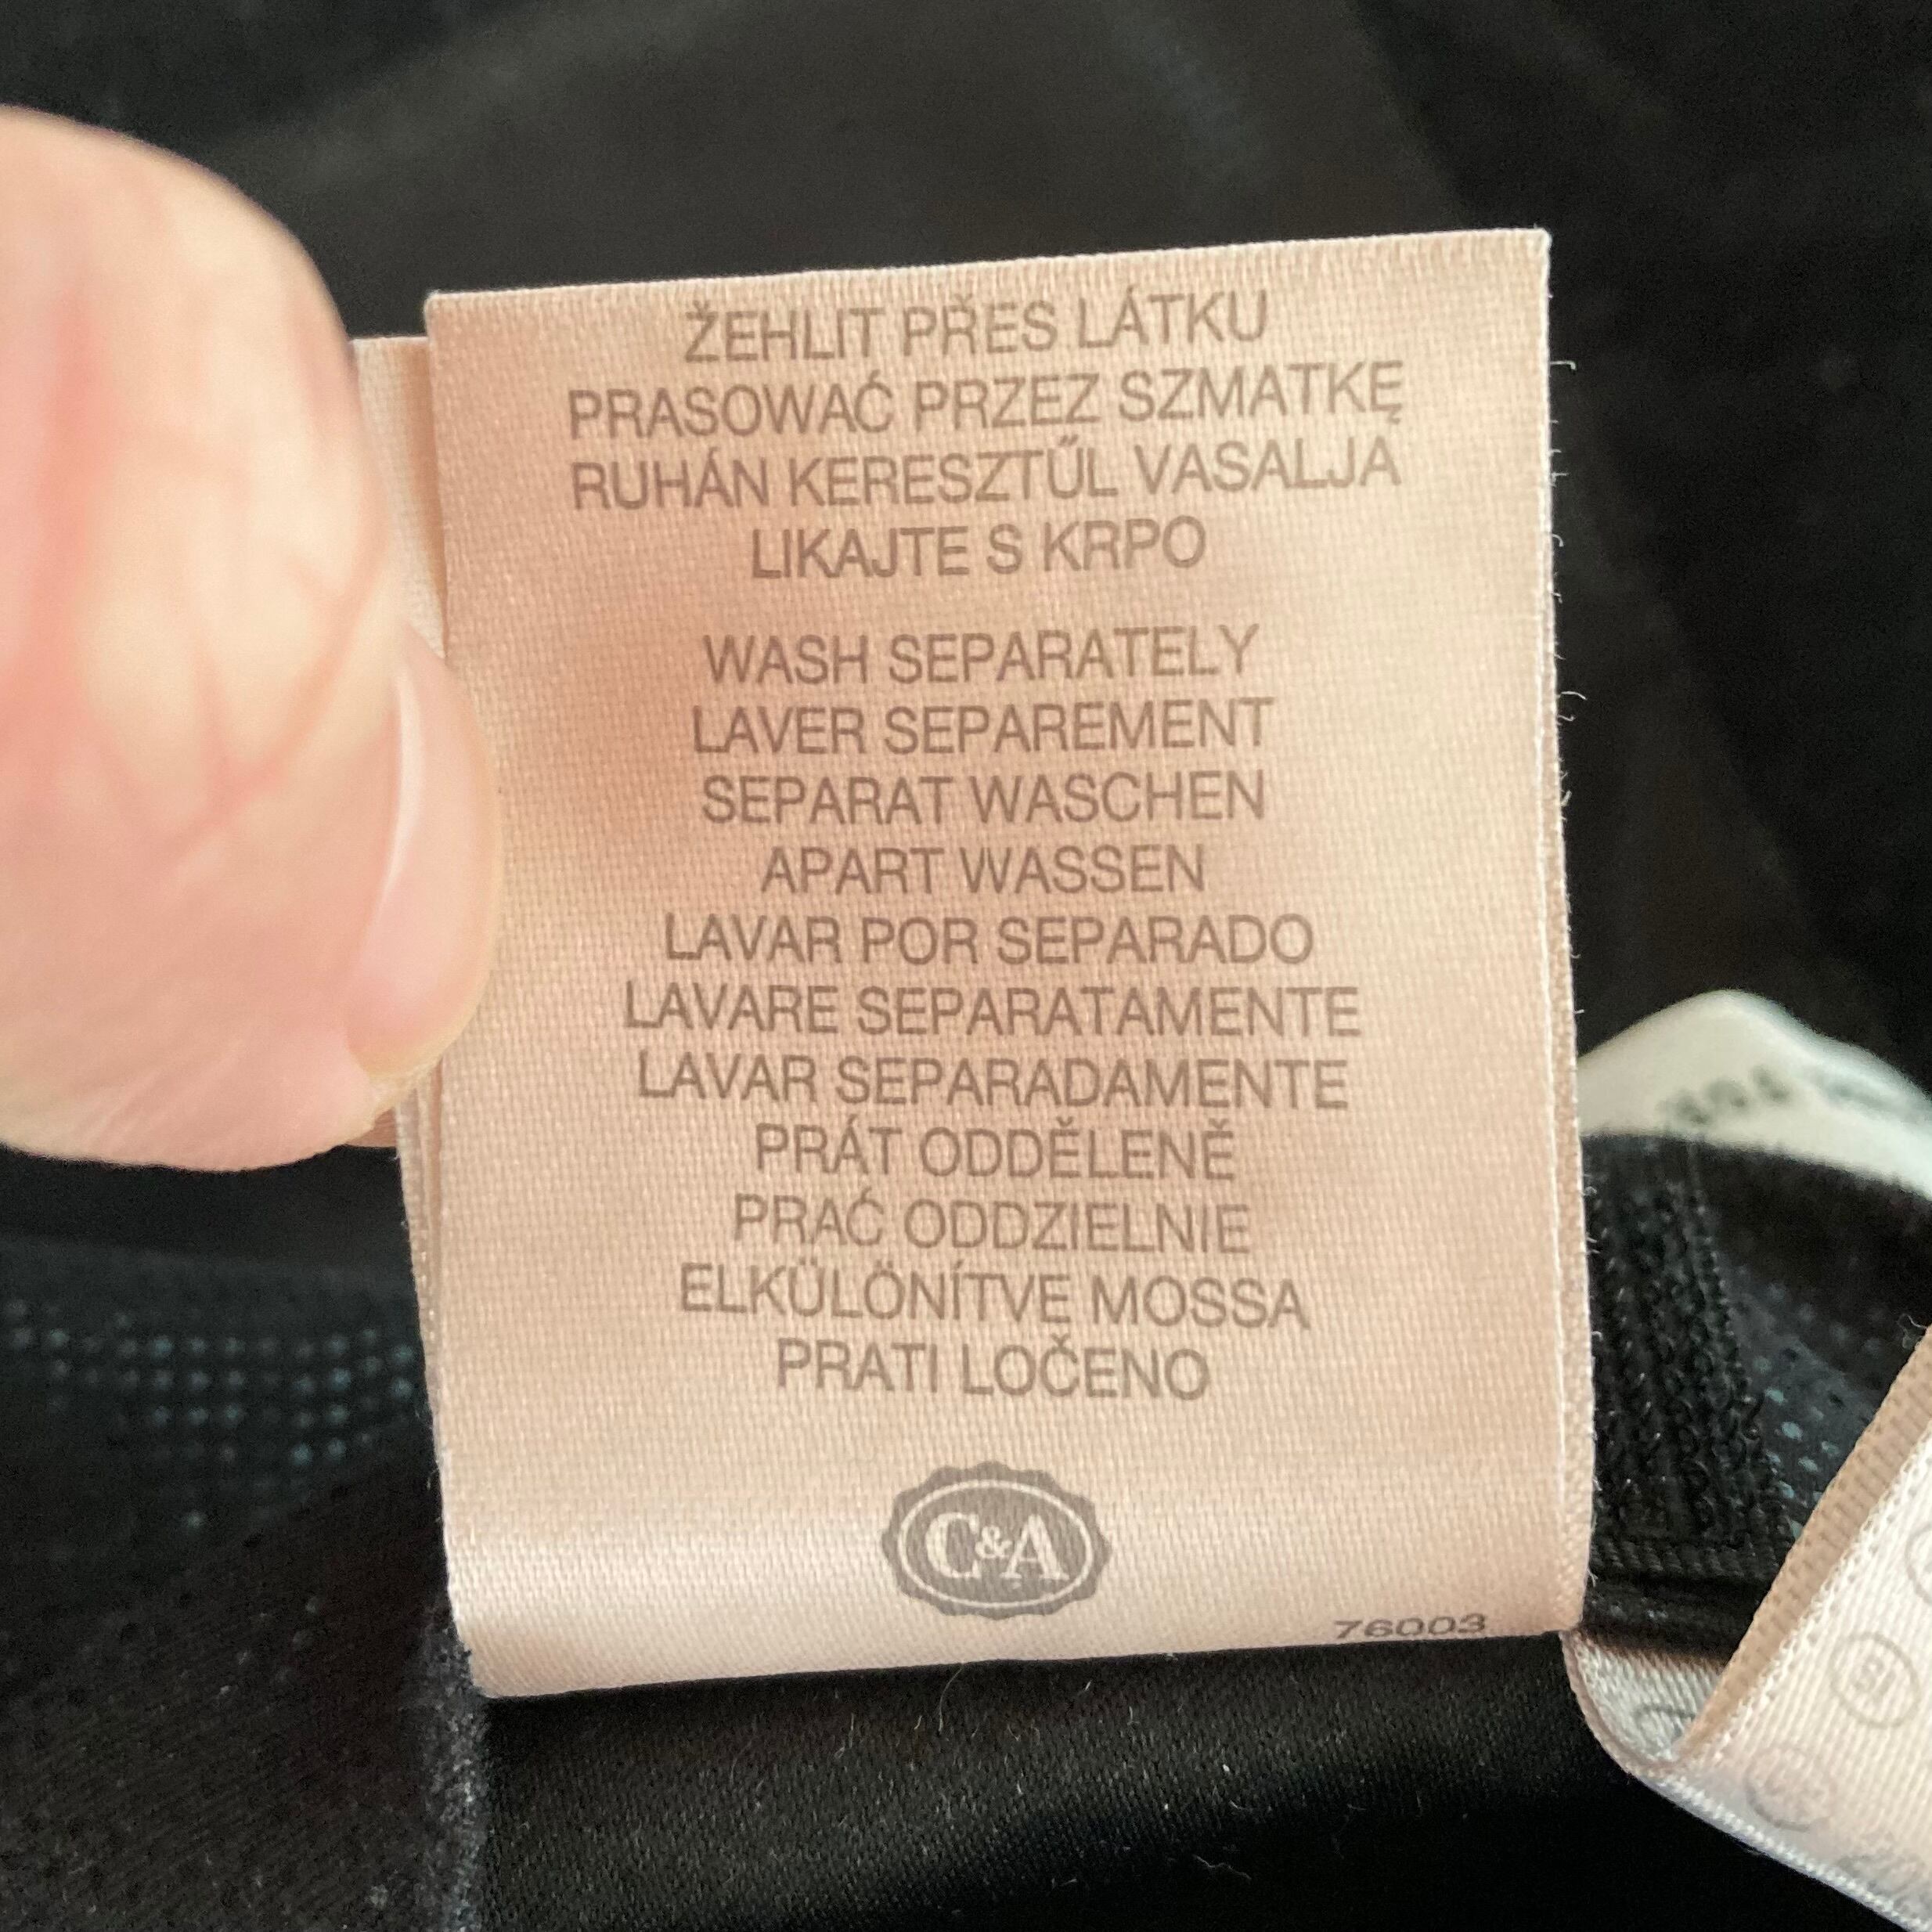 ŽEHLIT PŘES LÁTKU
PRASOWAĆ PRZEZ SZMATKĘ
RUHÁN KERESZTŰL VASALJA
LIKAJTE S KRPO
WASH SEPARATELY
LAVER SEPAREMENT
SEPARAT WASCHEN
APART WASSEN
LAVAR POR SEPARADO
LAVARE SEPARATAMENTE
LAVAR SEPARADAMENTE
PRÁT ODDĚLENĚ
PRAĆ ODDZIELNIE
ELKÜLÖNÍTVE MOSSA
PRATI LOČENO
C&A
76003